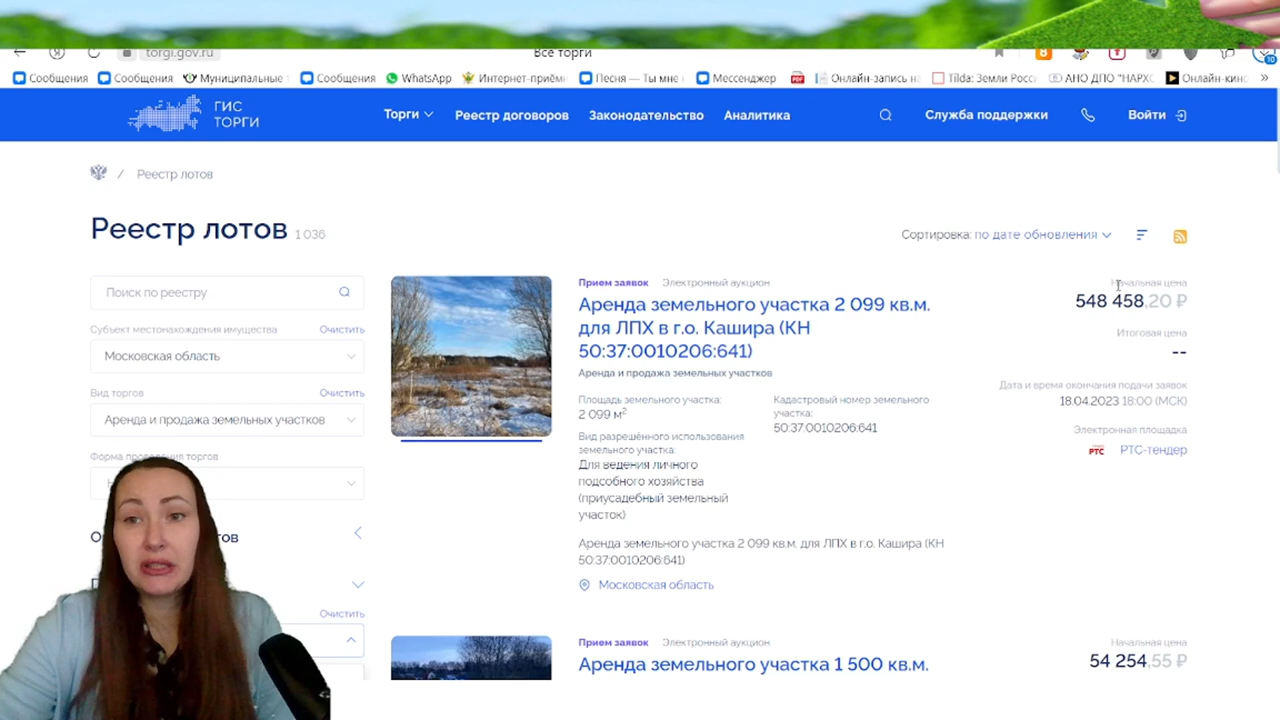 torgi.gov.ru
Все торги
Сообщения
Сообщения
Муниципальные
Сообщения
WhatsApp
Интернет-приём
Песня — Ты мне
Мессенджер
Онлайн-запись на
Tilda: Земли Росс
АНО ДПО "НАРХ
Онлайн-кино
»
ГИС
ТОРГИ
Торги
Реестр договоров
Законодательство
Аналитика
Служба поддержки
Войти
/ Реестр лотов
Реестр лотов 1 036
Сортировка: по дате обновления
Поиск по реестру
Субъект местонахождения имущества
Очистить
Московская область
Вид торгов
Очистить
Аренда и продажа земельных участков
Форма проведения торгов
Очистить
Прием заявок
Электронный аукцион
Аренда земельного участка 2 099 кв.м.
для ЛПХ в г.о. Кашира (КН
50:37:0010206:641)
Аренда и продажа земельных участков
Площадь земельного участка:
2 099 м²
Кадастровый номер земельного
участка:
50:37:0010206:641
Вид разрешённого использования
земельного участка:
Для ведения личного
подсобного хозяйства
(приусадебный земельный
участок)
Аренда земельного участка 2 099 кв.м. для ЛПХ в г.о. Кашира (КН
50:37:0010206:641)
Московская область
Начальная цена
548 458,20 ₽
Итоговая цена
--
Дата и время окончания подачи заявок
18.04.2023 18:00 (МСК)
Электронная площадка
РТС
РТС-тендер
Прием заявок
Электронный аукцион
Аренда земельного участка 1 500 кв.м.
Начальная цена
54 254,55 ₽